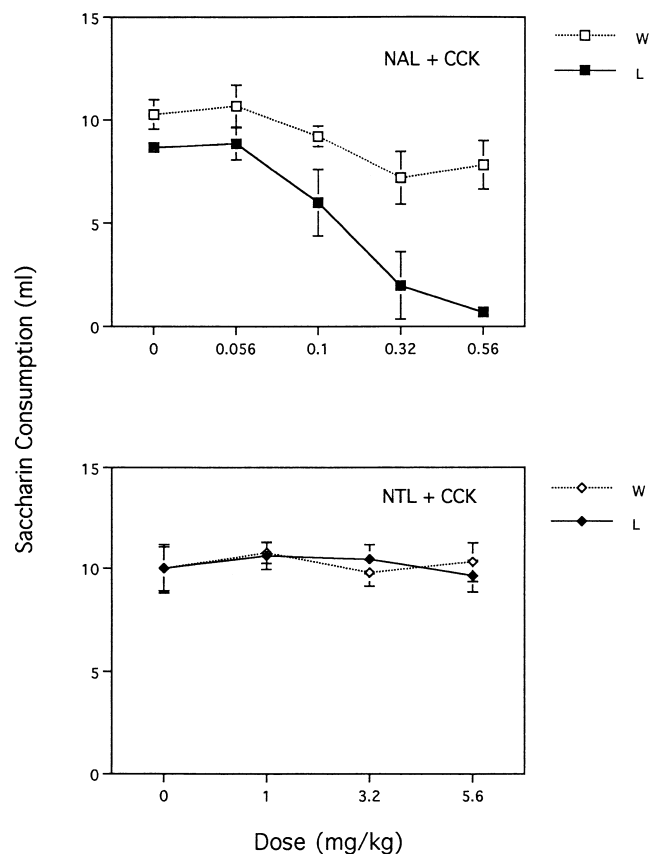 15
NAL + CCK
W
L
10
5
0
0 0.056 0.1 0.32 0.56
Saccharin Consumption (ml)
15
NTL + CCK
W
L
10
5
0
0 1 3.2 5.6
Dose (mg/kg)